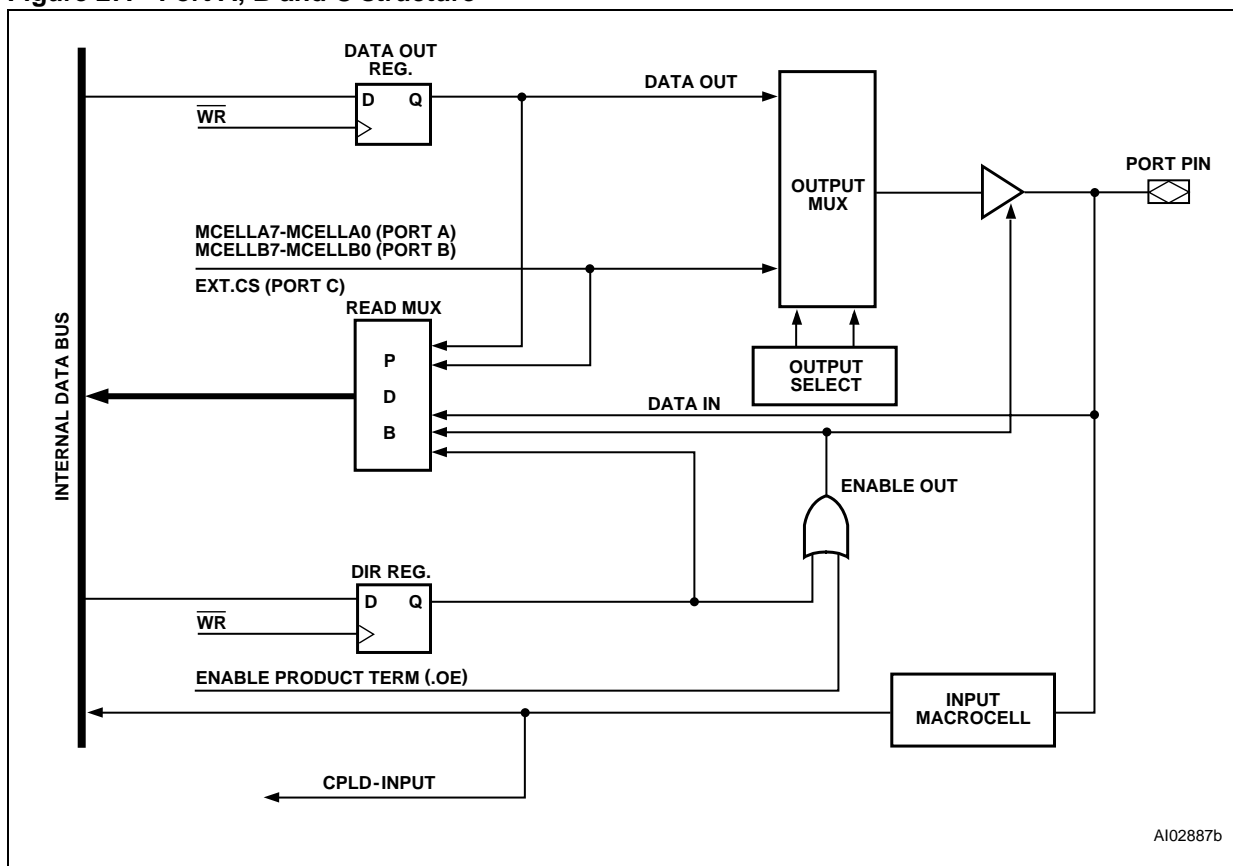 DATA OUT
REG.
D Q
WR
DATA OUT
OUTPUT
MUX
PORT PIN
MCELLA7-MCELLA0 (PORT A)
MCELLB7-MCELLB0 (PORT B)
EXT.CS (PORT C)
READ MUX
P
D
B
OUTPUT
SELECT
DATA IN
ENABLE OUT
INTERNAL DATA BUS
DIR REG.
D Q
WR
ENABLE PRODUCT TERM (.OE)
INPUT
MACROCELL
CPLD-INPUT
AI02887b